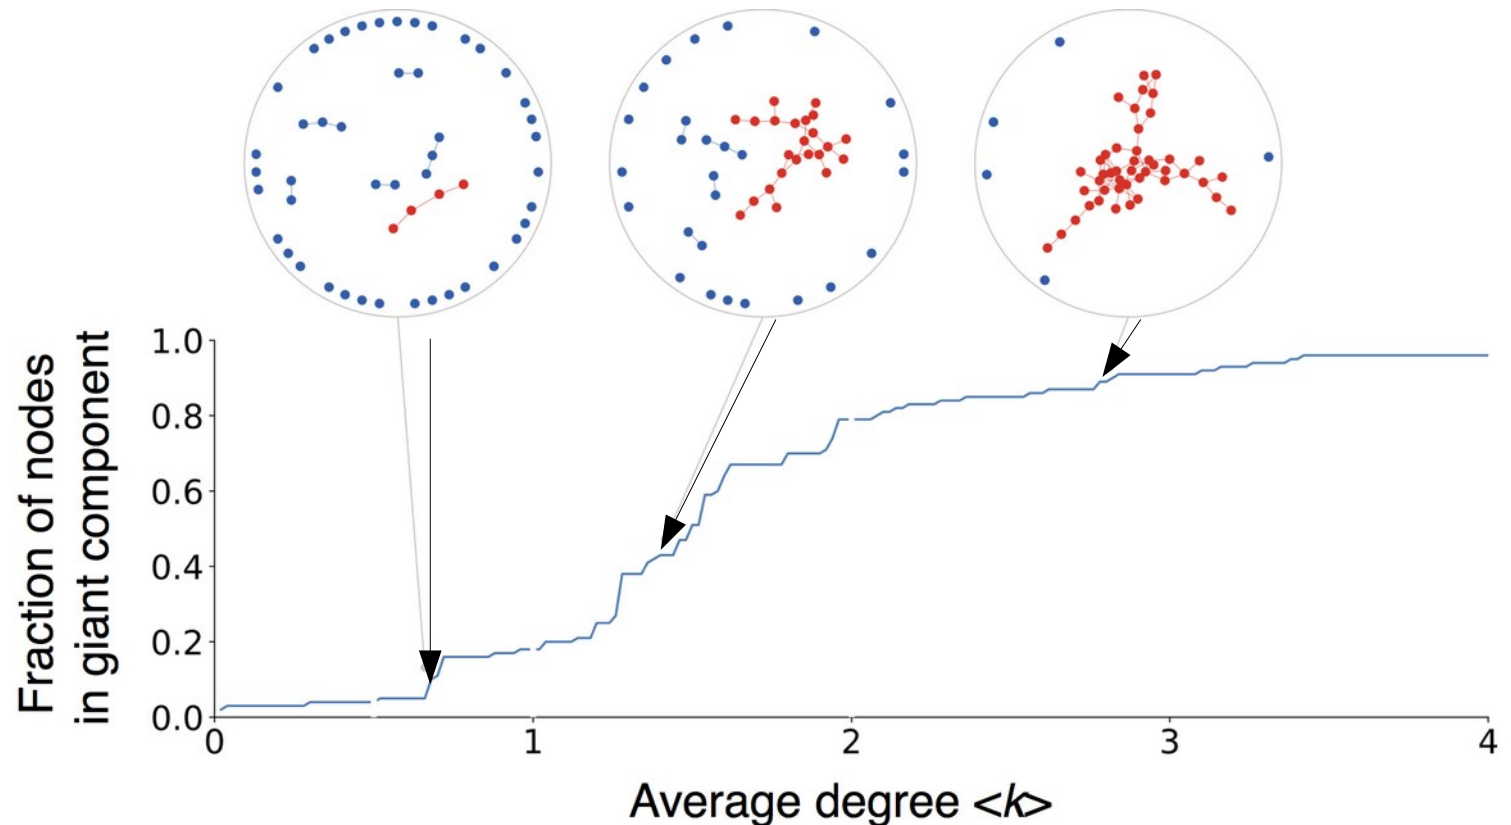 Fraction of nodes
in giant component
1.0
0.8
0.6
0.4
0.2
0.0
0 1 2 3 4
Average degree <k>